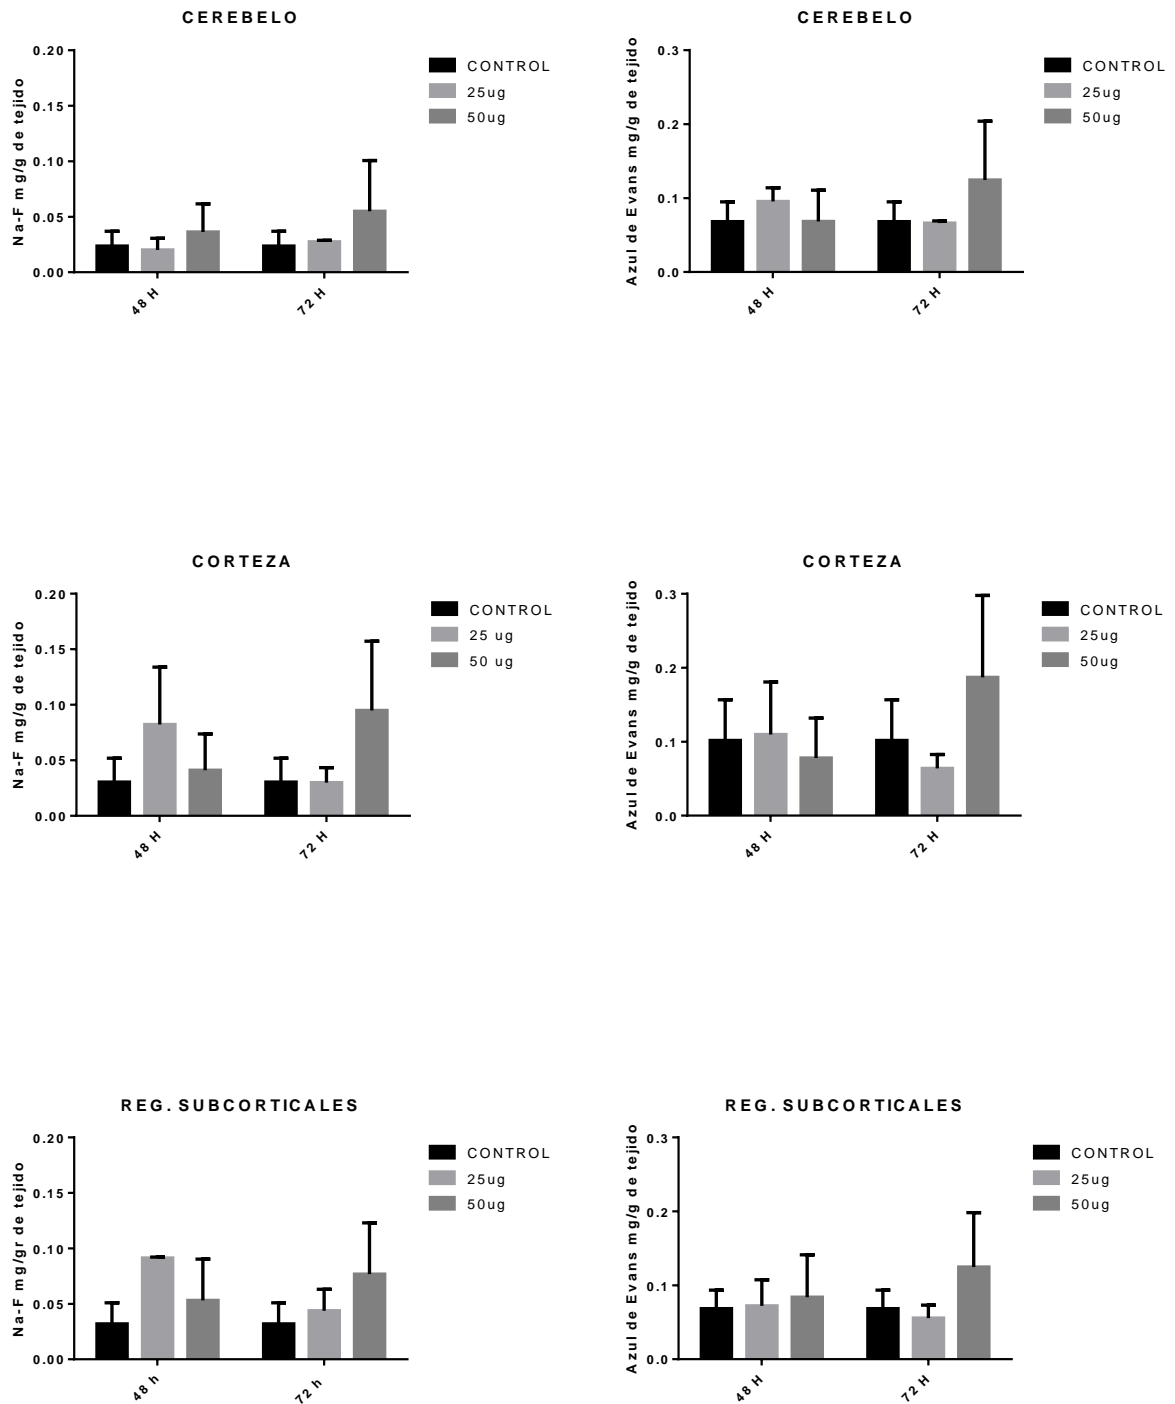 CEREBELO
Na-F mg/g de tejido
0.20
0.15
0.10
0.05
0.00
48 H
72 H
CONTROL
25ug
50ug
CEREBELO
Azul de Evans mg/g de tejido
0.3
0.2
0.1
0.0
48 H
72 H
CONTROL
25ug
50ug
CORTEZA
Na-F mg/g de tejido
0.20
0.15
0.10
0.05
0.00
48 H
72 H
CONTROL
25 ug
50 ug
CORTEZA
Azul de Evans mg/g de tejido
0.3
0.2
0.1
0.0
48 H
72 H
CONTROL
25ug
50ug
REG. SUBCORTICALES
Na-F mg/gr de tejido
0.20
0.15
0.10
0.05
0.00
48 h
72 h
CONTROL
25ug
50ug
REG. SUBCORTICALES
Azul de Evans mg/g de tejido
0.3
0.2
0.1
0.0
48 H
72 H
CONTROL
25ug
50ug